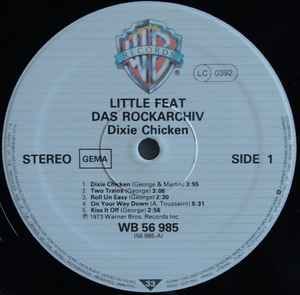 WB
RECORDS
LC 0392
LITTLE FEAT
DAS ROCKARCHIV
Dixie Chicken
STEREO GEMA SIDE 1
1. Dixie Chicken (George & Martin) 3:55
2. Two Trains (George) 3:06
3. Roll Um Easy (George) 2:30
4. On Your Way Down (A. Toussaint) 5:31
5. Kiss It Off (George) 2:56
℗ 1973 Warner Bros. Records Inc.
WB 56 985
(56 985-A)
33